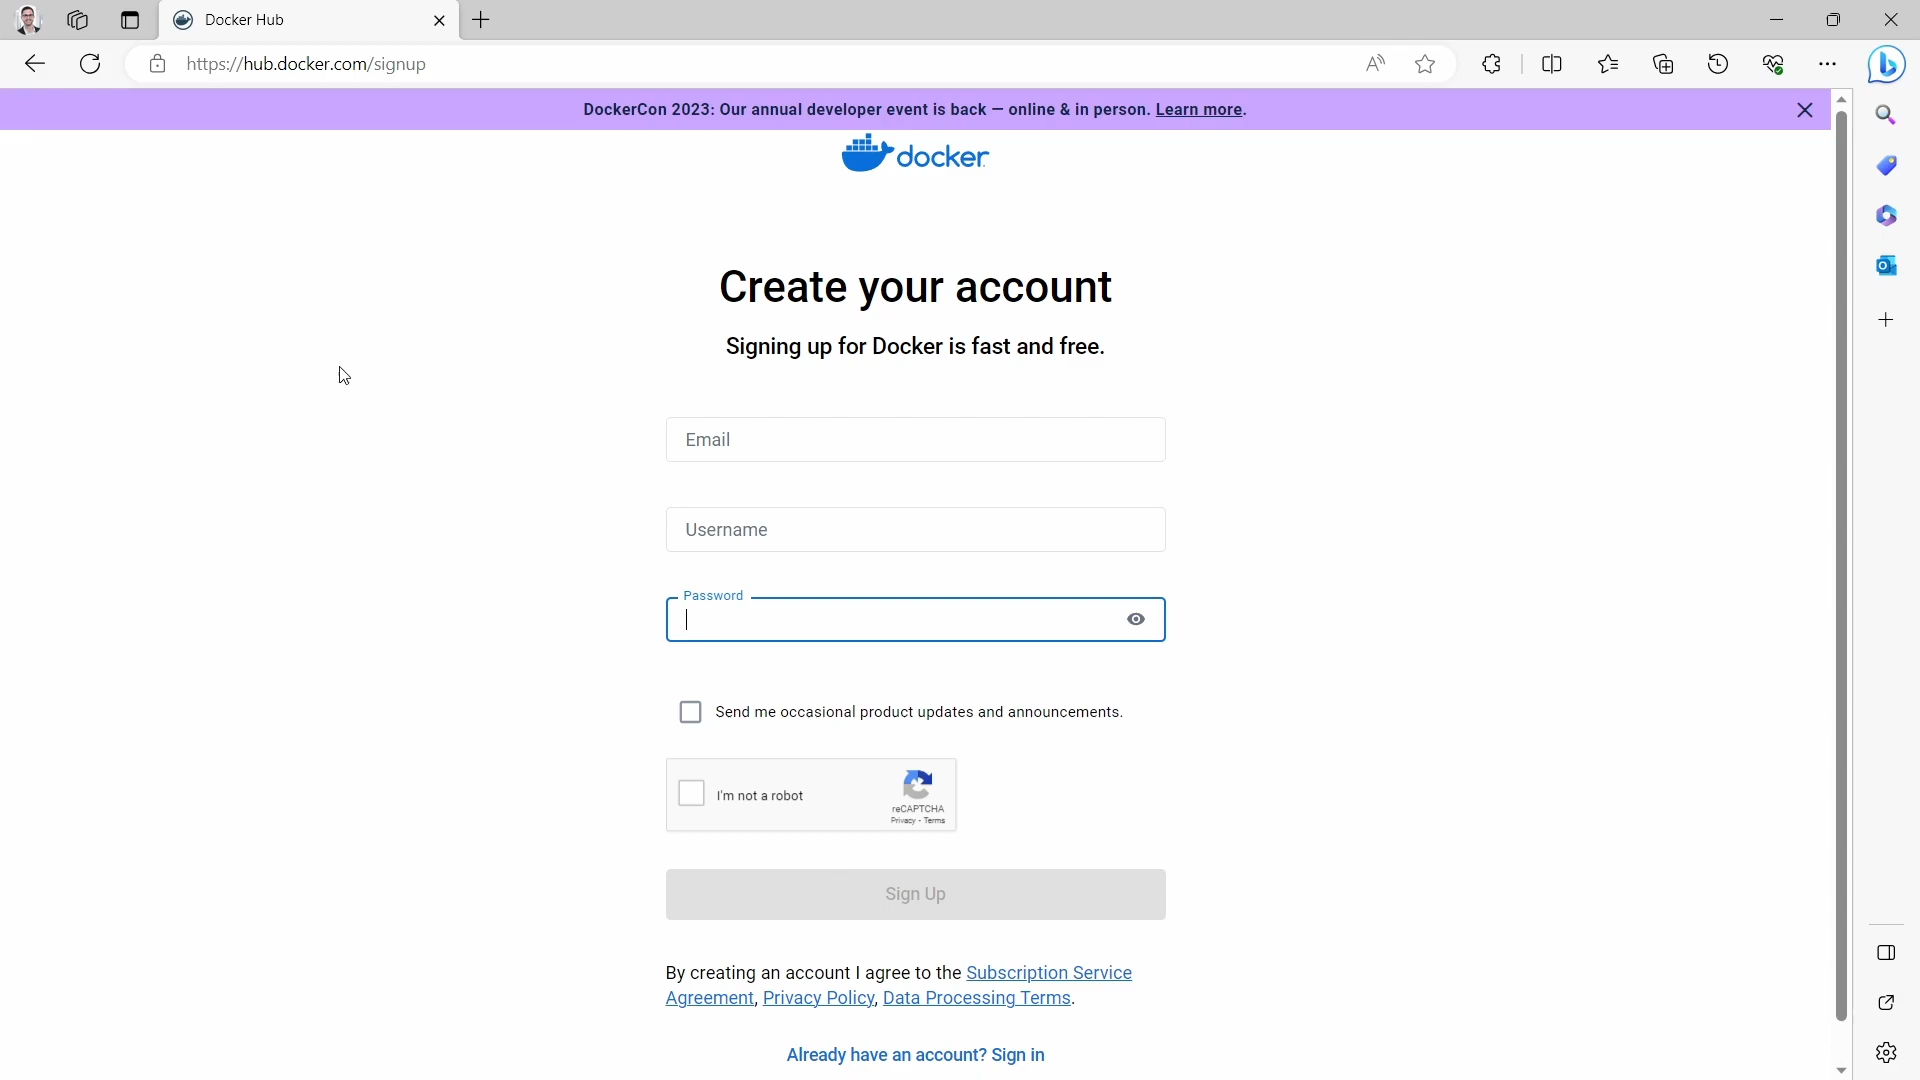 Docker Hub
https://hub.docker.com/signup
DockerCon 2023: Our annual developer event is back — online & in person. Learn more.
docker
Create your account
Signing up for Docker is fast and free.
Email
Username
Password
Send me occasional product updates and announcements.
I'm not a robot
reCAPTCHA
Privacy - Terms
Sign Up
By creating an account I agree to the Subscription Service
Agreement, Privacy Policy, Data Processing Terms.
Already have an account? Sign in